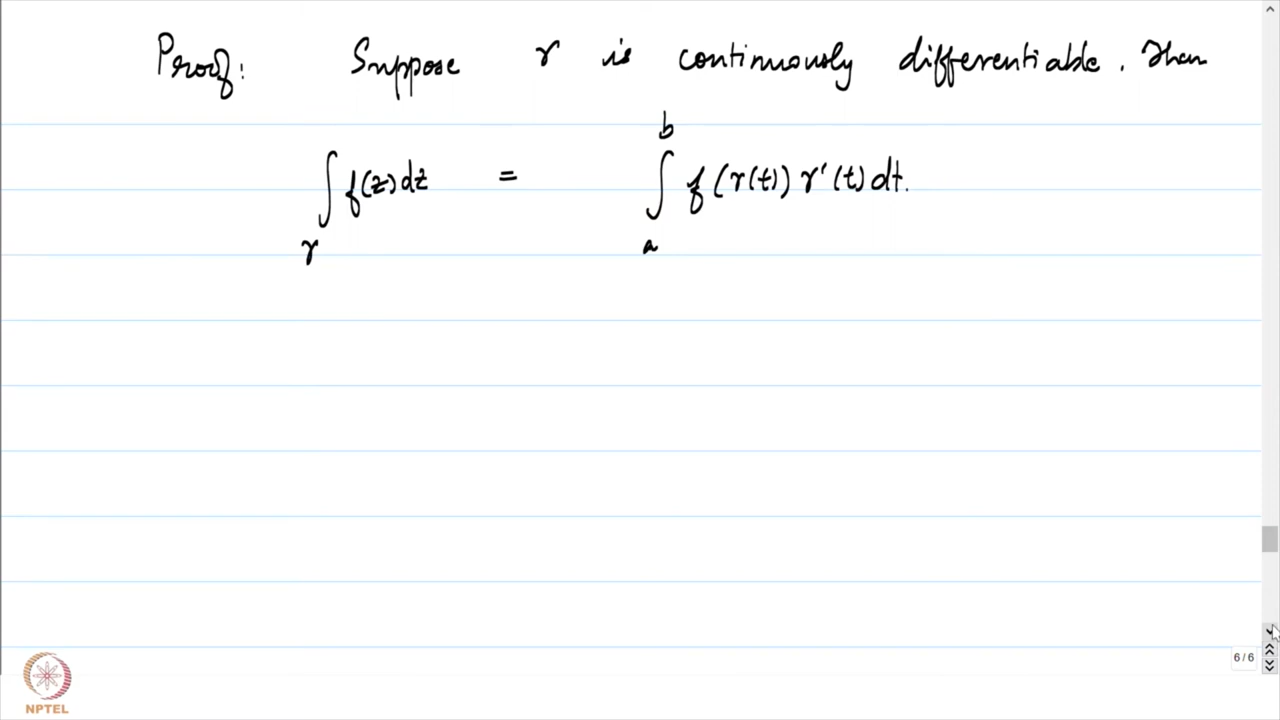 Proof: Suppose γ is continuously differentiable. Then
∫_γ f(z) dz = ∫_a^b f(γ(t)) γ'(t) dt.
6 / 6
NPTEL